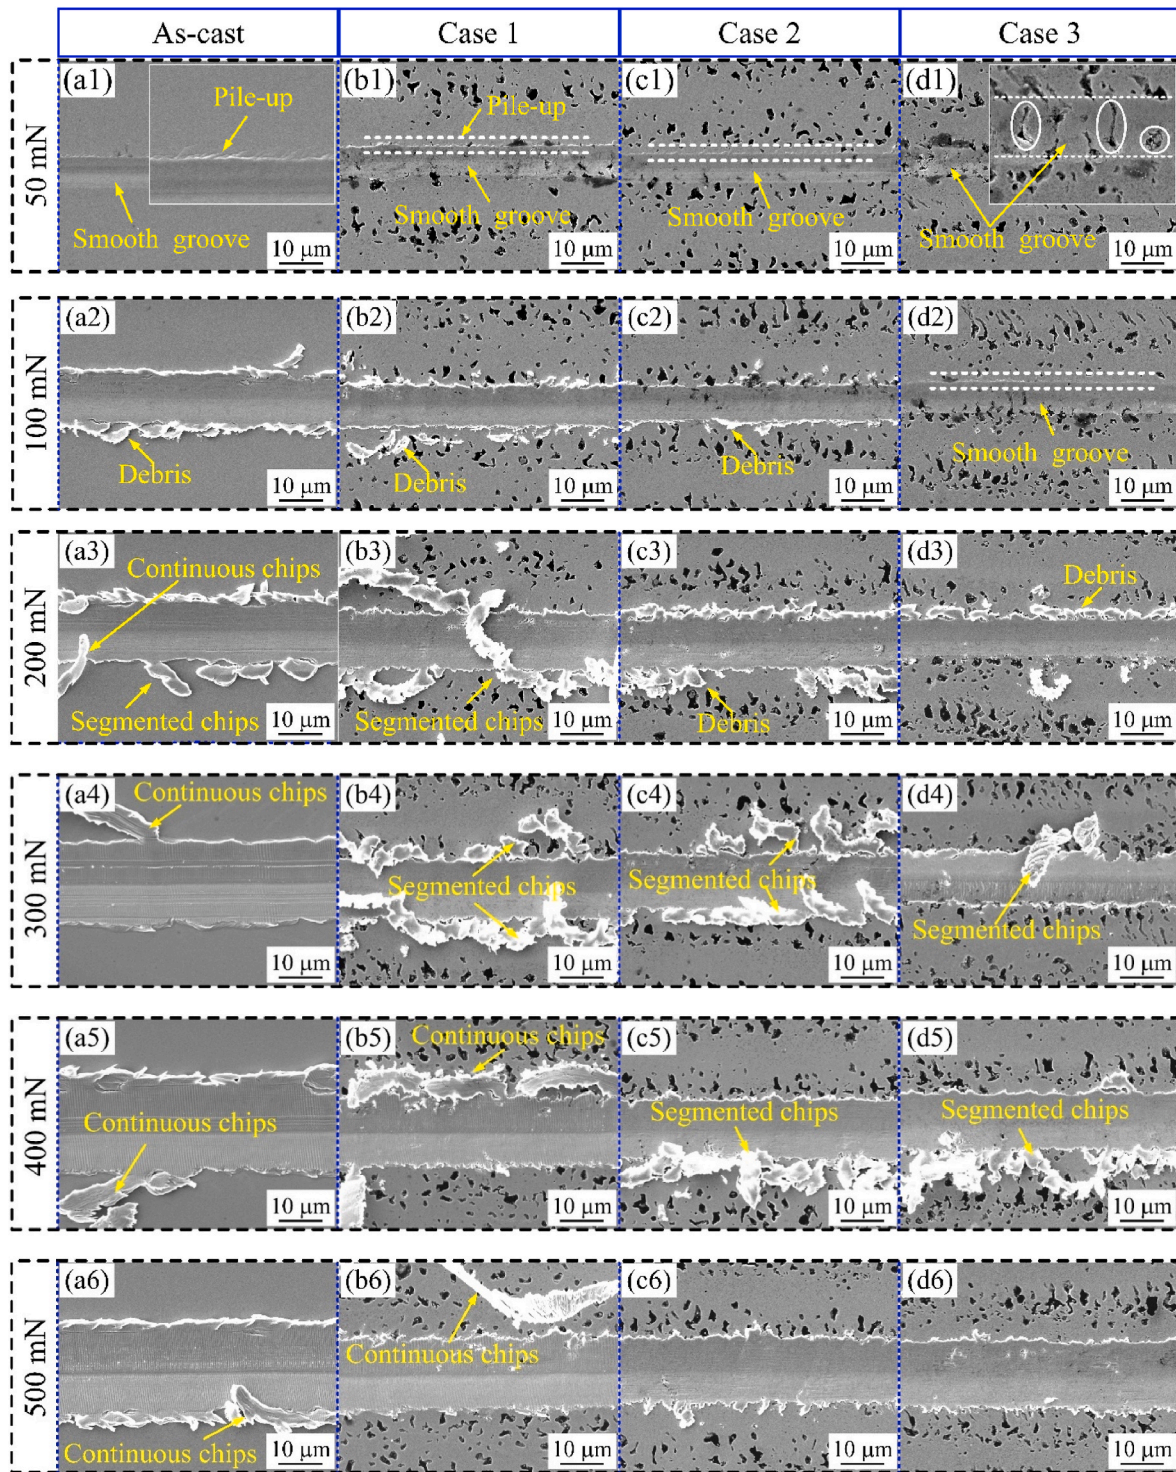 As-cast
Case 1
Case 2
Case 3
50 mN
(a1)
Pile-up
Smooth groove
10 μm
(b1)
Pile-up
Smooth groove
10 μm
(c1)
Smooth groove
10 μm
(d1)
Smooth groove
10 μm
100 mN
(a2)
Debris
10 μm
(b2)
Debris
10 μm
(c2)
Debris
10 μm
(d2)
Smooth groove
10 μm
200 mN
(a3)
Continuous chips
Segmented chips
10 μm
(b3)
Segmented chips
10 μm
(c3)
Debris
10 μm
(d3)
Debris
10 μm
300 mN
(a4)
Continuous chips
10 μm
(b4)
Segmented chips
10 μm
(c4)
Segmented chips
10 μm
(d4)
Segmented chips
10 μm
400 mN
(a5)
Continuous chips
10 μm
(b5)
Continuous chips
10 μm
(c5)
Segmented chips
10 μm
(d5)
Segmented chips
10 μm
500 mN
(a6)
Continuous chips
10 μm
(b6)
Continuous chips
10 μm
(c6)
10 μm
(d6)
10 μm